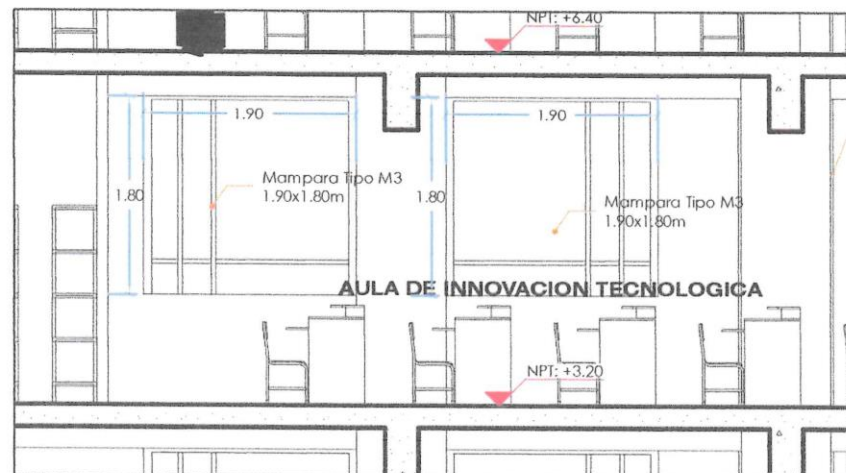 NPT: +6.40
1.90
1.90
Mampara Tipo M3
1.90x1.80m
1.80
1.80
Mampara Tipo M3
1.90x1.80m
AULA DE INNOVACION TECNOLOGICA
NPT: +3.20